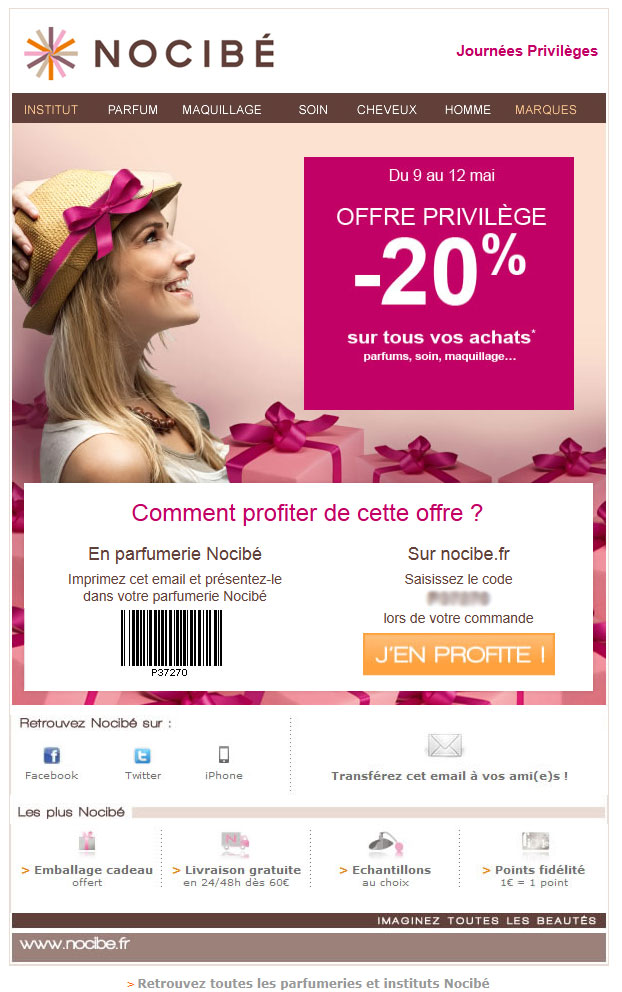 NOCIBÉ
Journées Privilèges
INSTITUT PARFUM MAQUILLAGE SOIN CHEVEUX HOMME MARQUES
Du 9 au 12 mai
OFFRE PRIVILÈGE
-20%
sur tous vos achats*
parfums, soin, maquillage...
Comment profiter de cette offre ?
En parfumerie Nocibé
Imprimez cet email et présentez-le
dans votre parfumerie Nocibé
P37270
Sur nocibe.fr
Saisissez le code
lors de votre commande
J'EN PROFITE !
Retrouvez Nocibé sur :
Facebook Twitter iPhone
Transférez cet email à vos ami(e)s !
Les plus Nocibé
> Emballage cadeau
offert
> Livraison gratuite
en 24/48h dès 60€
> Echantillons
au choix
> Points fidélité
1€ = 1 point
IMAGINEZ TOUTES LES BEAUTÉS
www.nocibe.fr
> Retrouvez toutes les parfumeries et instituts Nocibé